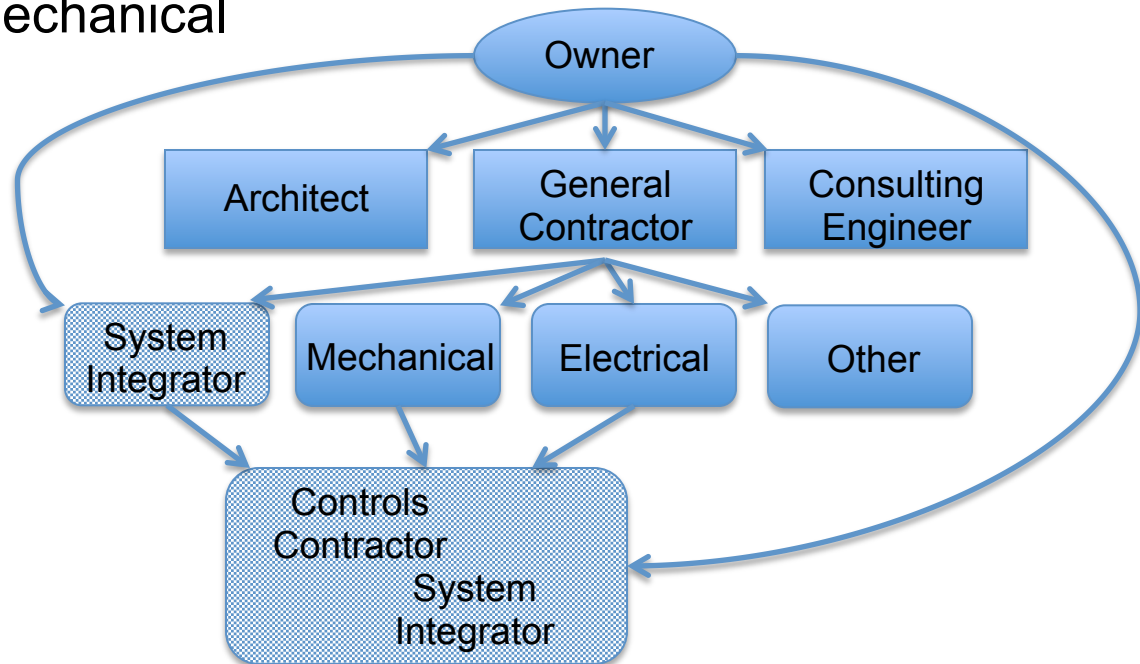 echanical
Owner
Architect
General
Contractor
Consulting
Engineer
System
Integrator
Mechanical
Electrical
Other
Controls
Contractor
System
Integrator